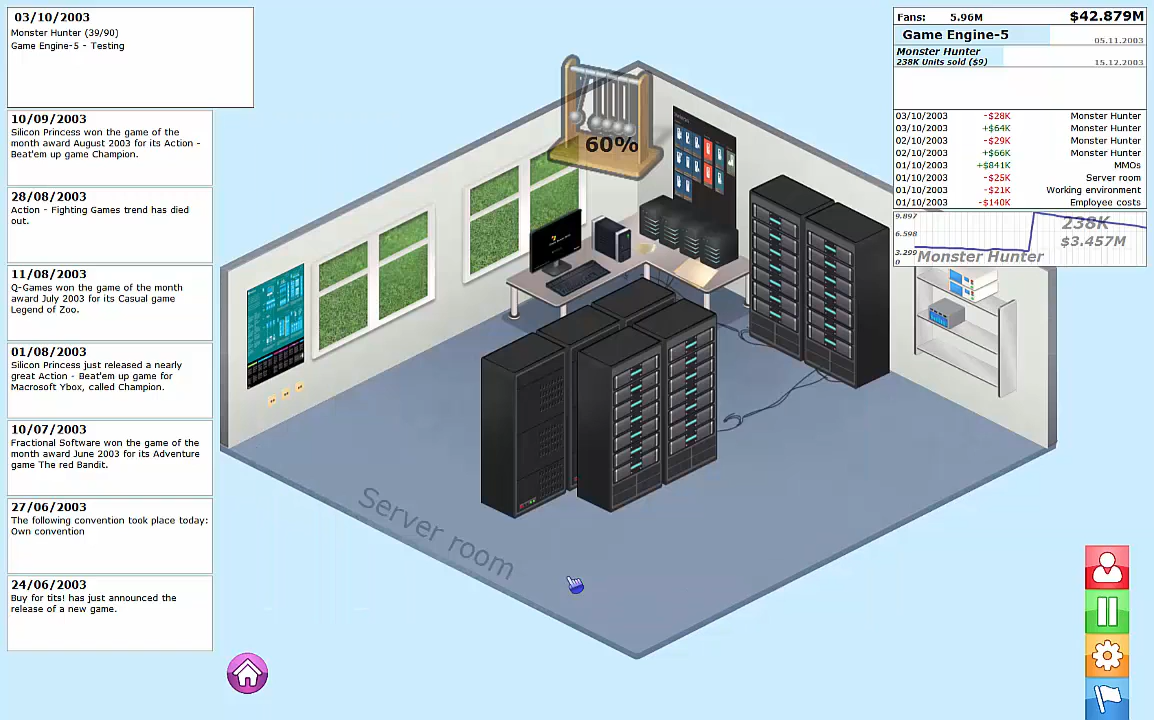 03/10/2003
Monster Hunter (39/90)
Game Engine-5 - Testing
10/09/2003
Silicon Princess won the game of the
month award August 2003 for its Action -
Beat'em up game Champion.
28/08/2003
Action - Fighting Games trend has died
out.
11/08/2003
Q-Games won the game of the month
award July 2003 for its Casual game
Legend of Zoo.
01/08/2003
Silicon Princess just released a nearly
great Action - Beat'em up game for
Macrosoft Ybox, called Champion.
10/07/2003
Fractional Software won the game of the
month award June 2003 for its Adventure
game The red Bandit.
27/06/2003
The following convention took place today:
Own convention
24/06/2003
Buy for tits! has just announced the
release of a new game.
60%
Server room
Fans: 5.96M $42.879M
Game Engine-5 05.11.2003
Monster Hunter
238K Units sold ($9) 15.12.2003
03/10/2003 -$28K Monster Hunter
03/10/2003 +$64K Monster Hunter
02/10/2003 -$29K Monster Hunter
02/10/2003 +$66K Monster Hunter
01/10/2003 +$841K MMOs
01/10/2003 -$25K Server room
01/10/2003 -$21K Working environment
01/10/2003 -$140K Employee costs
9.897 238K
6.598 $3.457M
3.299 Monster Hunter
0